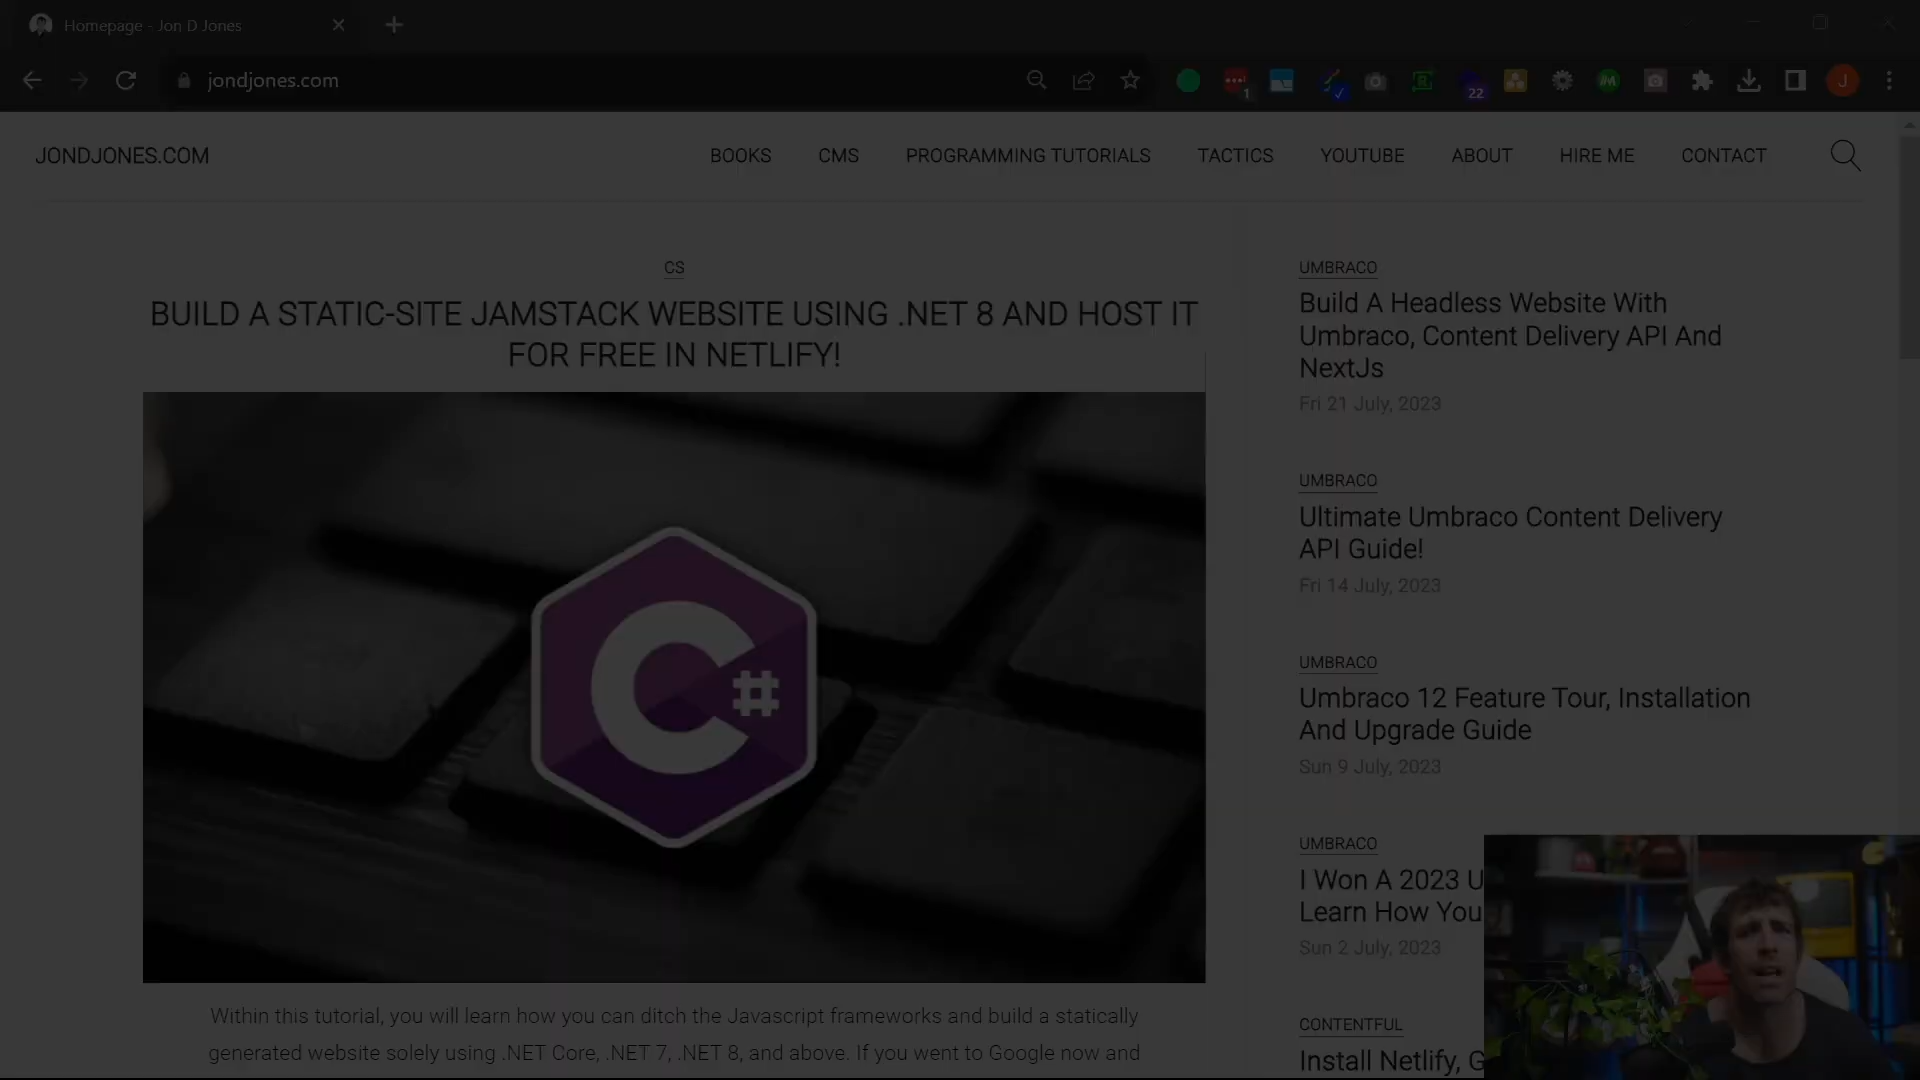 Homepage - Jon D Jones
jondjones.com
1
22
J
JONDJONES.COM
BOOKS
CMS
PROGRAMMING TUTORIALS
TACTICS
YOUTUBE
ABOUT
HIRE ME
CONTACT
CS
BUILD A STATIC-SITE JAMSTACK WEBSITE USING .NET 8 AND HOST IT
FOR FREE IN NETLIFY!
C#
Within this tutorial, you will learn how you can ditch the Javascript frameworks and build a statically
generated website solely using .NET Core, .NET 7, .NET 8, and above. If you went to Google now and
UMBRACO
Build A Headless Website With
Umbraco, Content Delivery API And
NextJs
Fri 21 July, 2023
UMBRACO
Ultimate Umbraco Content Delivery
API Guide!
Fri 14 July, 2023
UMBRACO
Umbraco 12 Feature Tour, Installation
And Upgrade Guide
Sun 9 July, 2023
UMBRACO
I Won A 2023 U
Learn How You
Sun 2 July, 2023
CONTENTFUL
Install Netlify, G